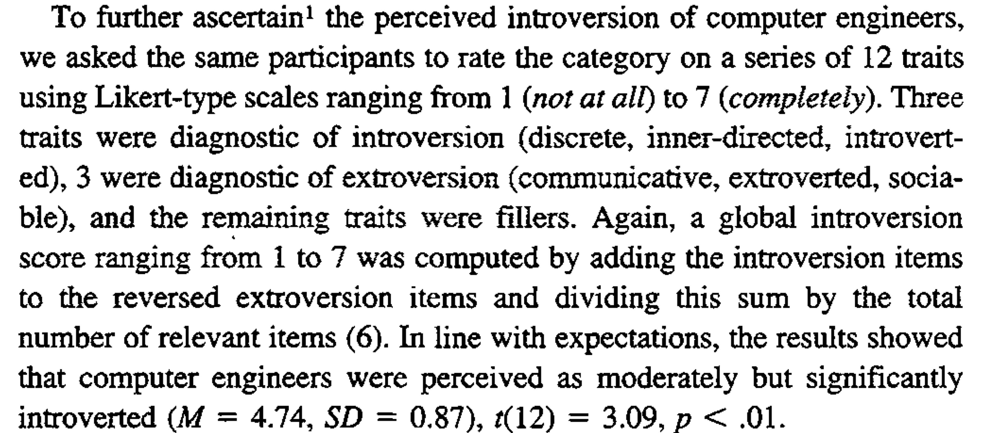 To further ascertain¹ the perceived introversion of computer engineers,
we asked the same participants to rate the category on a series of 12 traits
using Likert-type scales ranging from 1 (not at all) to 7 (completely). Three
traits were diagnostic of introversion (discrete, inner-directed, introvert-
ed), 3 were diagnostic of extroversion (communicative, extroverted, socia-
ble), and the remaining traits were fillers. Again, a global introversion
score ranging from 1 to 7 was computed by adding the introversion items
to the reversed extroversion items and dividing this sum by the total
number of relevant items (6). In line with expectations, the results showed
that computer engineers were perceived as moderately but significantly
introverted (M = 4.74, SD = 0.87), t(12) = 3.09, p < .01.